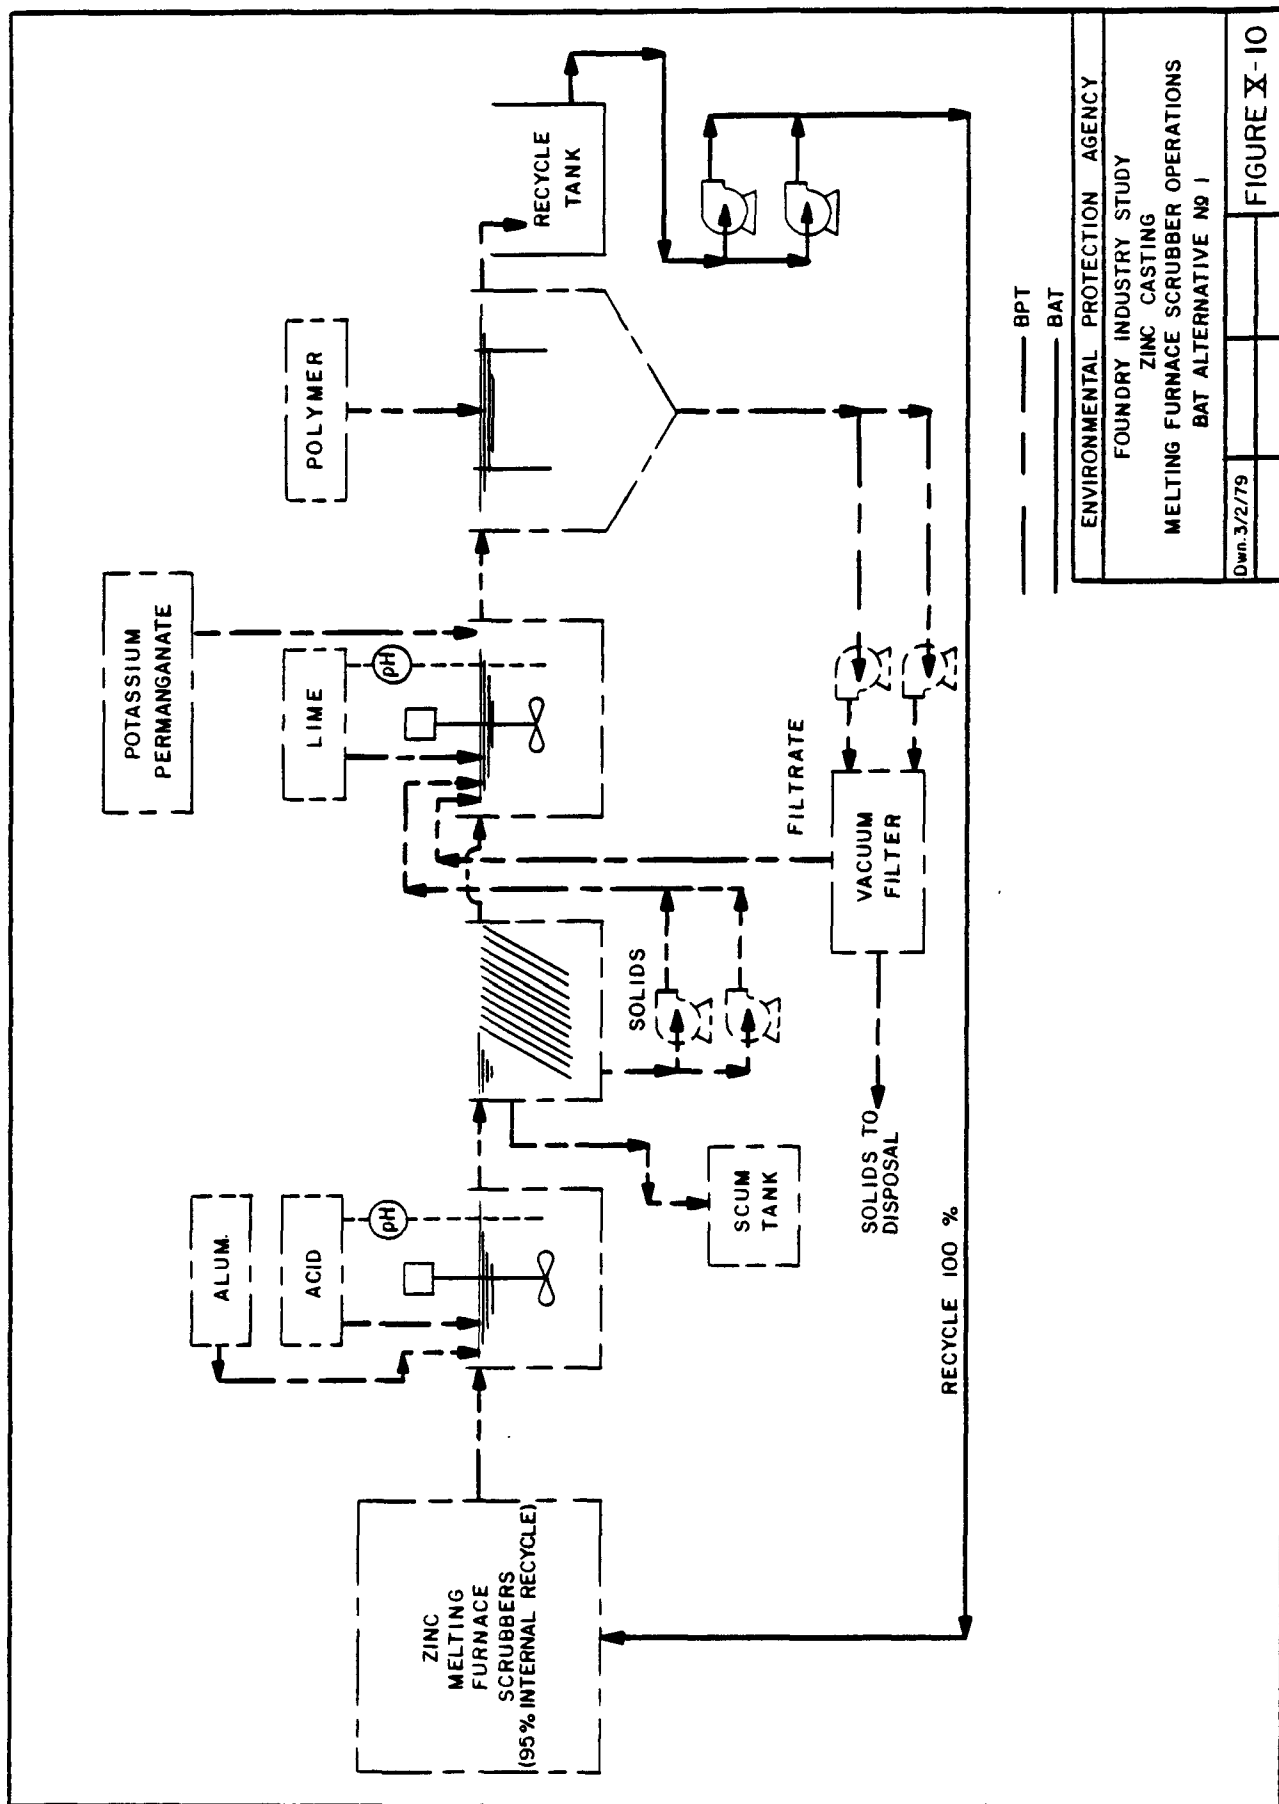 POTASSIUM
PERMANGANATE
ALUM.
ACID
pH
LIME
pH
POLYMER
ZINC
MELTING
FURNACE
SCRUBBERS
(95% INTERNAL RECYCLE)
RECYCLE
TANK
SOLIDS
SCUM
TANK
FILTRATE
VACUUM
FILTER
SOLIDS TO
DISPOSAL
RECYCLE 100 %
BPT
BAT
ENVIRONMENTAL PROTECTION AGENCY
FOUNDRY INDUSTRY STUDY
ZINC CASTING
MELTING FURNACE SCRUBBER OPERATIONS
BAT ALTERNATIVE Nº 1
Dwn.3/2/79
FIGURE X-10